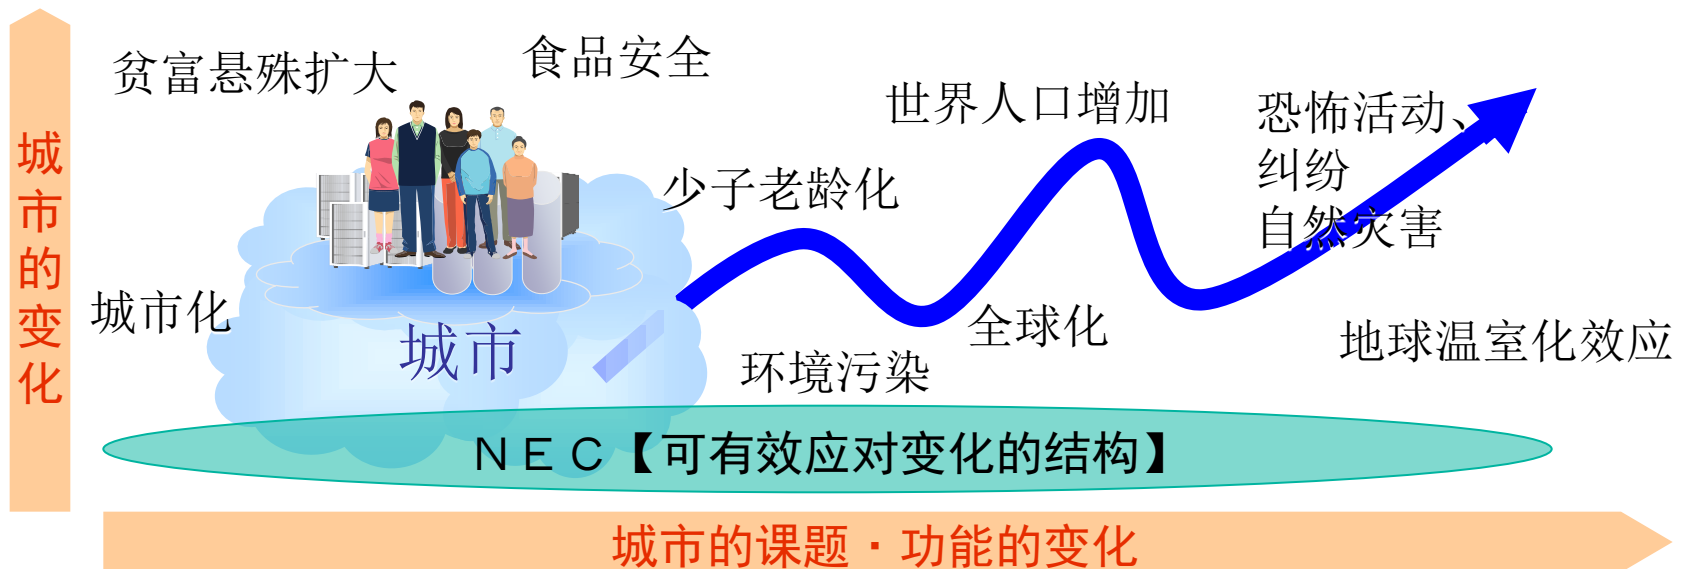 城市的变化
贫富悬殊扩大
食品安全
世界人口增加
恐怖活动、
纠纷
自然灾害
少子老龄化
城市化
城市
全球化
环境污染
地球温室化效应
ＮＥＣ【可有效应对变化的结构】
城市的课题・功能的变化